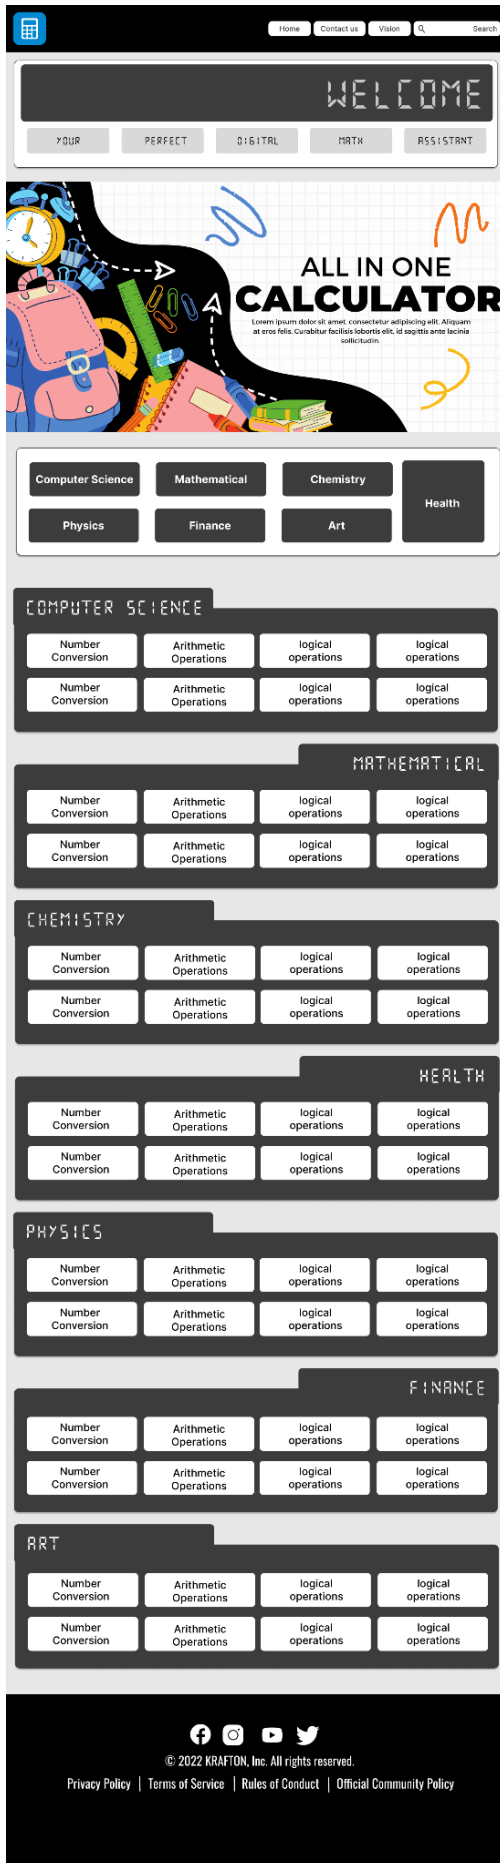 Home Contact us Vision Search
WELCOME
YOUR PERFECT DIGITAL MATH ASSISTANT
ALL IN ONE
CALCULATOR
Lorem ipsum dolor sit amet, consectetur adipiscing elit. Aliquam
at eros felis. Curabitur facilisis lobortis elit, id sagittis ante lacinia
sollicitudin.
Computer Science Mathematical Chemistry
Health
Physics Finance Art
COMPUTER SCIENCE
Number Arithmetic logical logical
Conversion Operations operations operations
Number Arithmetic logical logical
Conversion Operations operations operations
MATHEMATICAL
Number Arithmetic logical logical
Conversion Operations operations operations
Number Arithmetic logical logical
Conversion Operations operations operations
CHEMISTRY
Number Arithmetic logical logical
Conversion Operations operations operations
Number Arithmetic logical logical
Conversion Operations operations operations
HEALTH
Number Arithmetic logical logical
Conversion Operations operations operations
Number Arithmetic logical logical
Conversion Operations operations operations
PHYSICS
Number Arithmetic logical logical
Conversion Operations operations operations
Number Arithmetic logical logical
Conversion Operations operations operations
FINANCE
Number Arithmetic logical logical
Conversion Operations operations operations
Number Arithmetic logical logical
Conversion Operations operations operations
ART
Number Arithmetic logical logical
Conversion Operations operations operations
Number Arithmetic logical logical
Conversion Operations operations operations
© 2022 KRAFTON, Inc. All rights reserved.
Privacy Policy | Terms of Service | Rules of Conduct | Official Community Policy